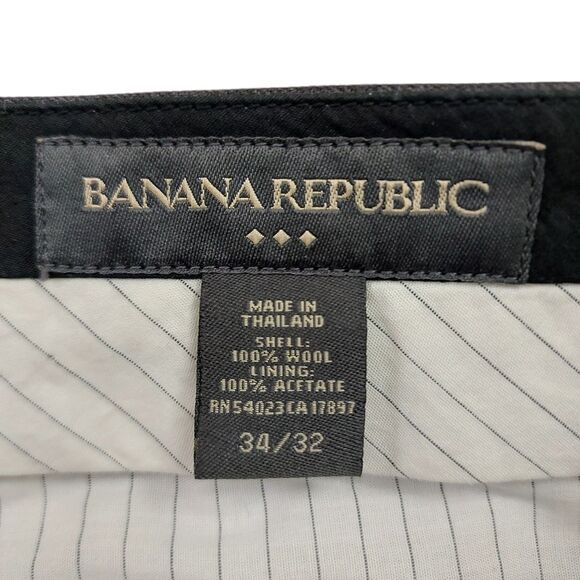 BANANA REPUBLIC
MADE IN
THAILAND
SHELL:
100% WOOL
LINING:
100% ACETATE
RN54023CA17897
34/32